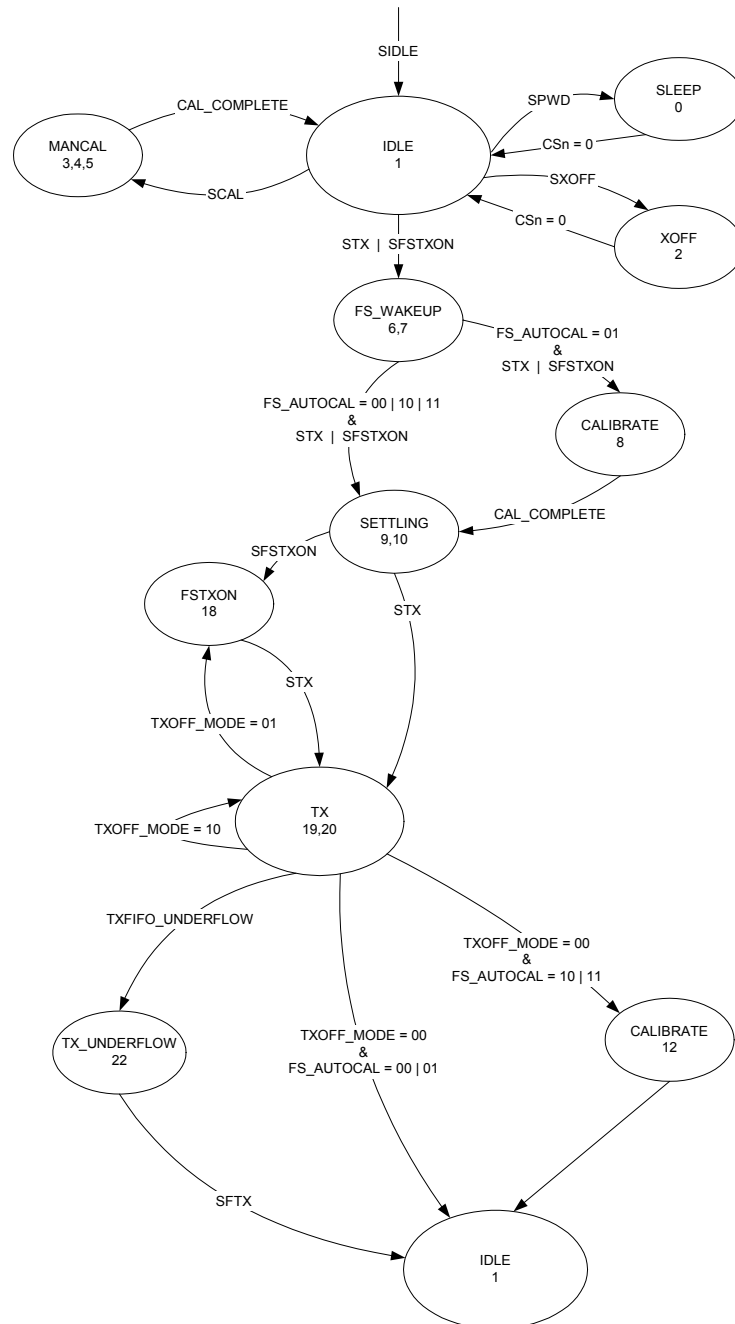 SIDLE
SPWD
SLEEP
0
CAL_COMPLETE
MANCAL
3,4,5
IDLE
1
CSn = 0
SCAL
SXOFF
CSn = 0
XOFF
2
STX | SFSTXON
FS_WAKEUP
6,7
FS_AUTOCAL = 01
&
STX | SFSTXON
FS_AUTOCAL = 00 | 10 | 11
&
STX | SFSTXON
CALIBRATE
8
SETTLING
9,10
CAL_COMPLETE
SFSTXON
FSTXON
18
STX
STX
TXOFF_MODE = 01
TX
19,20
TXOFF_MODE = 10
TXFIFO_UNDERFLOW
TXOFF_MODE = 00
&
FS_AUTOCAL = 10 | 11
TX_UNDERFLOW
22
TXOFF_MODE = 00
&
FS_AUTOCAL = 00 | 01
CALIBRATE
12
SFTX
IDLE
1